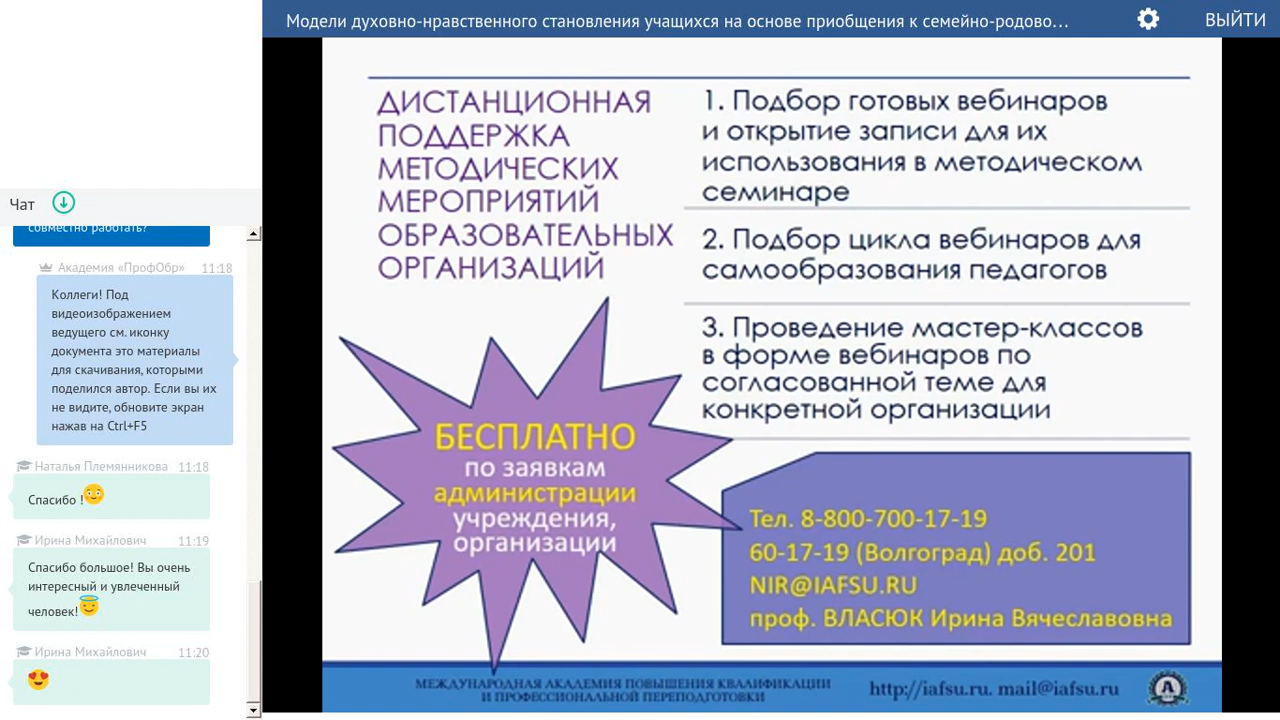 Модели духовно-нравственного становления учащихся на основе приобщения к семейно-родово...
ВЫЙТИ
Чат
совместно работать?
Академия «ПрофОбр» 11:18
Коллеги! Под
видеоизображением
ведущего см. иконку
документа это материалы
для скачивания, которыми
поделился автор. Если вы их
не видите, обновите экран
нажав на Ctrl+F5
Наталья Племянникова 11:18
Спасибо !
Ирина Михайлович 11:19
Спасибо большое! Вы очень
интересный и увлеченный
человек!
Ирина Михайлович 11:20
ДИСТАНЦИОННАЯ
ПОДДЕРЖКА
МЕТОДИЧЕСКИХ
МЕРОПРИЯТИЙ
ОБРАЗОВАТЕЛЬНЫХ
ОРГАНИЗАЦИЙ
1. Подбор готовых вебинаров
и открытие записи для их
использования в методическом
семинаре
2. Подбор цикла вебинаров для
самообразования педагогов
3. Проведение мастер-классов
в форме вебинаров по
согласованной теме для
конкретной организации
БЕСПЛАТНО
по заявкам
администрации
учреждения,
организации
Тел. 8-800-700-17-19
60-17-19 (Волгоград) доб. 201
NIR@IAFSU.RU
проф. ВЛАСЮК Ирина Вячеславовна
МЕЖДУНАРОДНАЯ АКАДЕМИЯ ПОВЫШЕНИЯ КВАЛИФИКАЦИИ
И ПРОФЕССИОНАЛЬНОЙ ПЕРЕПОДГОТОВКИ
http://iafsu.ru. mail@iafsu.ru